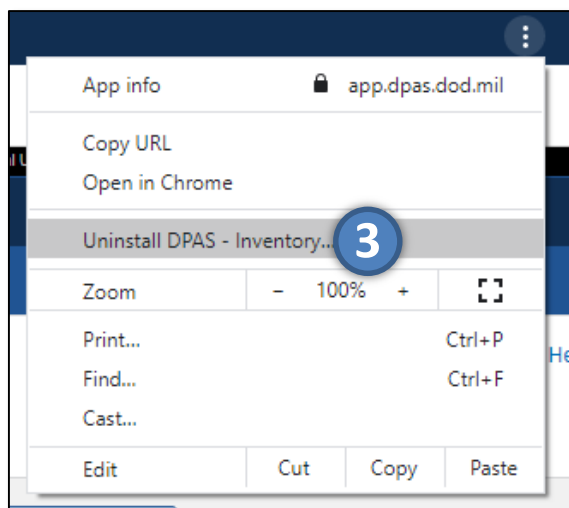 App info app.dpas.dod.mil
Copy URL
Open in Chrome
Uninstall DPAS - Inventory... 3
Zoom - 100% +
Print... Ctrl+P
He
Find... Ctrl+F
Cast...
Edit Cut Copy Paste